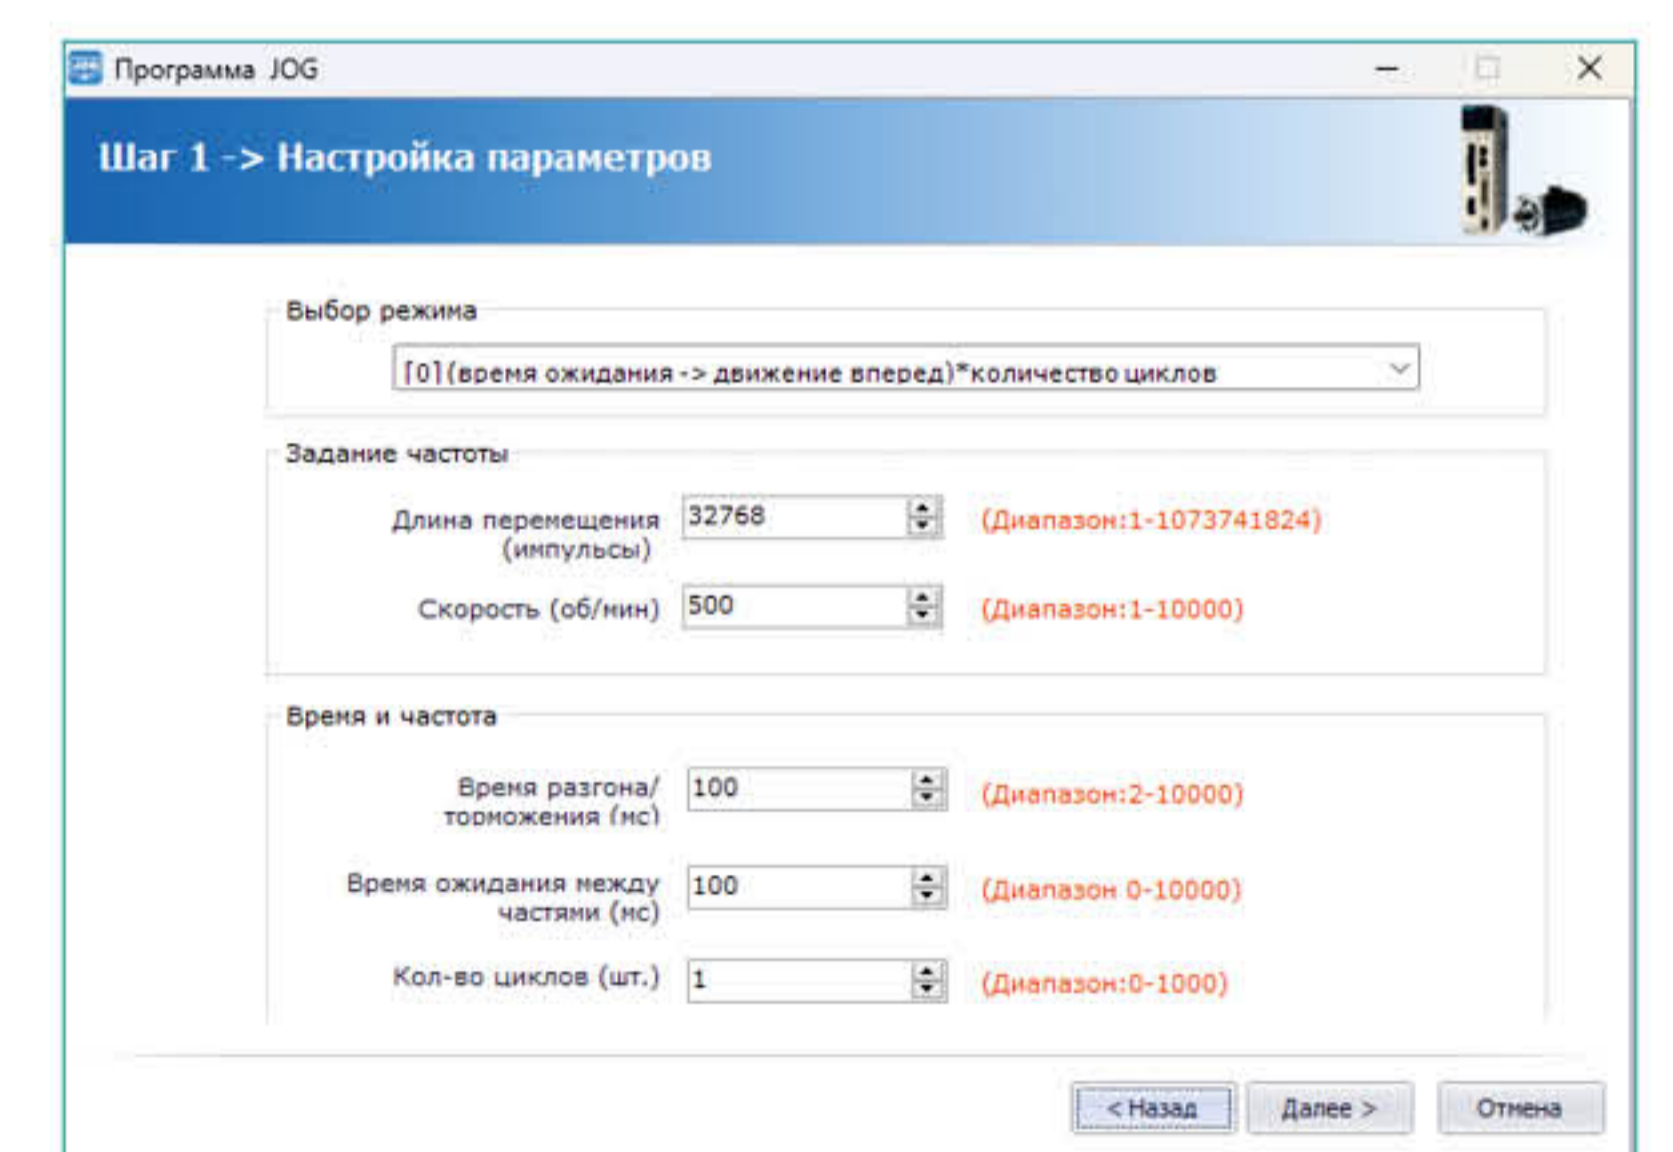 Программа JOG
Шаг 1 -> Настройка параметров
Выбор режима
[0](время ожидания -> движение вперед)*количество циклов
Задание частоты
Длина перемещения 32768 (Диапазон:1-1073741824)
(импульсы)
Скорость (об/мин) 500 (Диапазон:1-10000)
Время и частота
Время разгона/ 100 (Диапазон:2-10000)
торможения (мс)
Время ожидания между 100 (Диапазон 0-10000)
частями (мс)
Кол-во циклов (шт.) 1 (Диапазон:0-1000)
< Назад Далее > Отмена